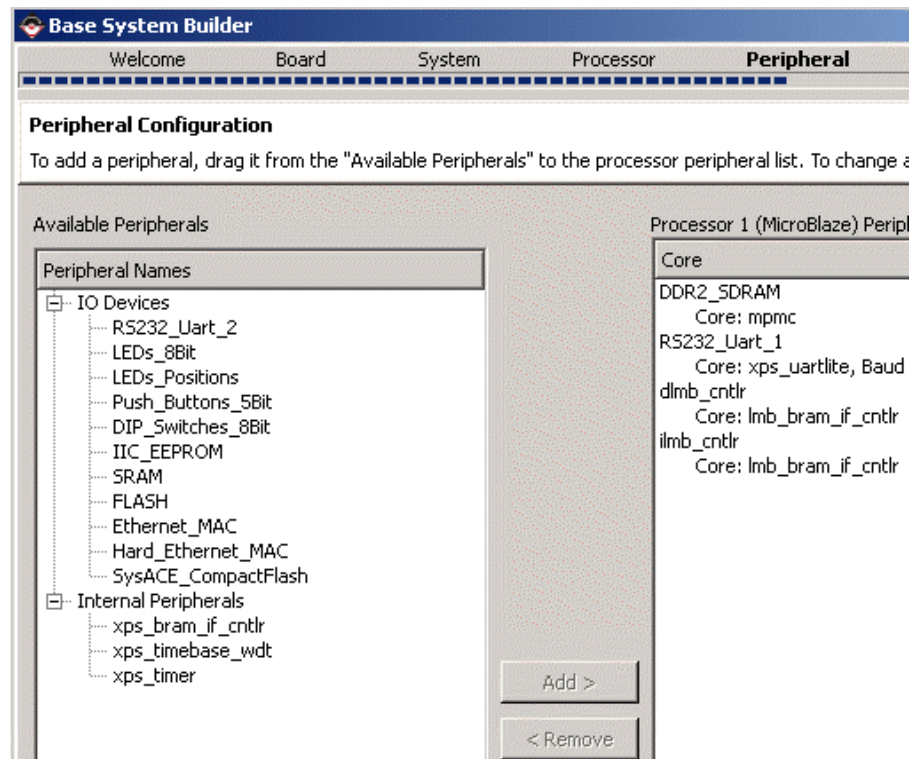 Base System Builder
Welcome Board System Processor Peripheral
Peripheral Configuration
To add a peripheral, drag it from the "Available Peripherals" to the processor peripheral list. To change a
Available Peripherals
Peripheral Names
IO Devices
RS232_Uart_2
LEDs_8Bit
LEDs_Positions
Push_Buttons_5Bit
DIP_Switches_8Bit
IIC_EEPROM
SRAM
FLASH
Ethernet_MAC
Hard_Ethernet_MAC
SysACE_CompactFlash
Internal Peripherals
xps_bram_if_cntlr
xps_timebase_wdt
xps_timer
Add >
< Remove
Processor 1 (MicroBlaze) Periph
Core
DDR2_SDRAM
Core: mpmc
RS232_Uart_1
Core: xps_uartlite, Baud
dlmb_cntlr
Core: lmb_bram_if_cntlr
ilmb_cntlr
Core: lmb_bram_if_cntlr